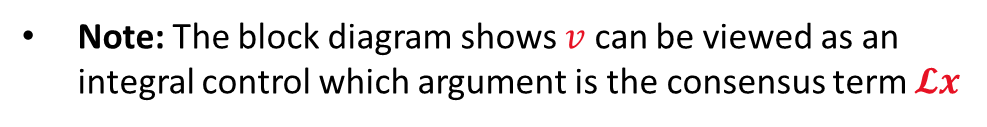 • Note: The block diagram shows 𝑣 can be viewed as an
integral control which argument is the consensus term 𝓛𝒙